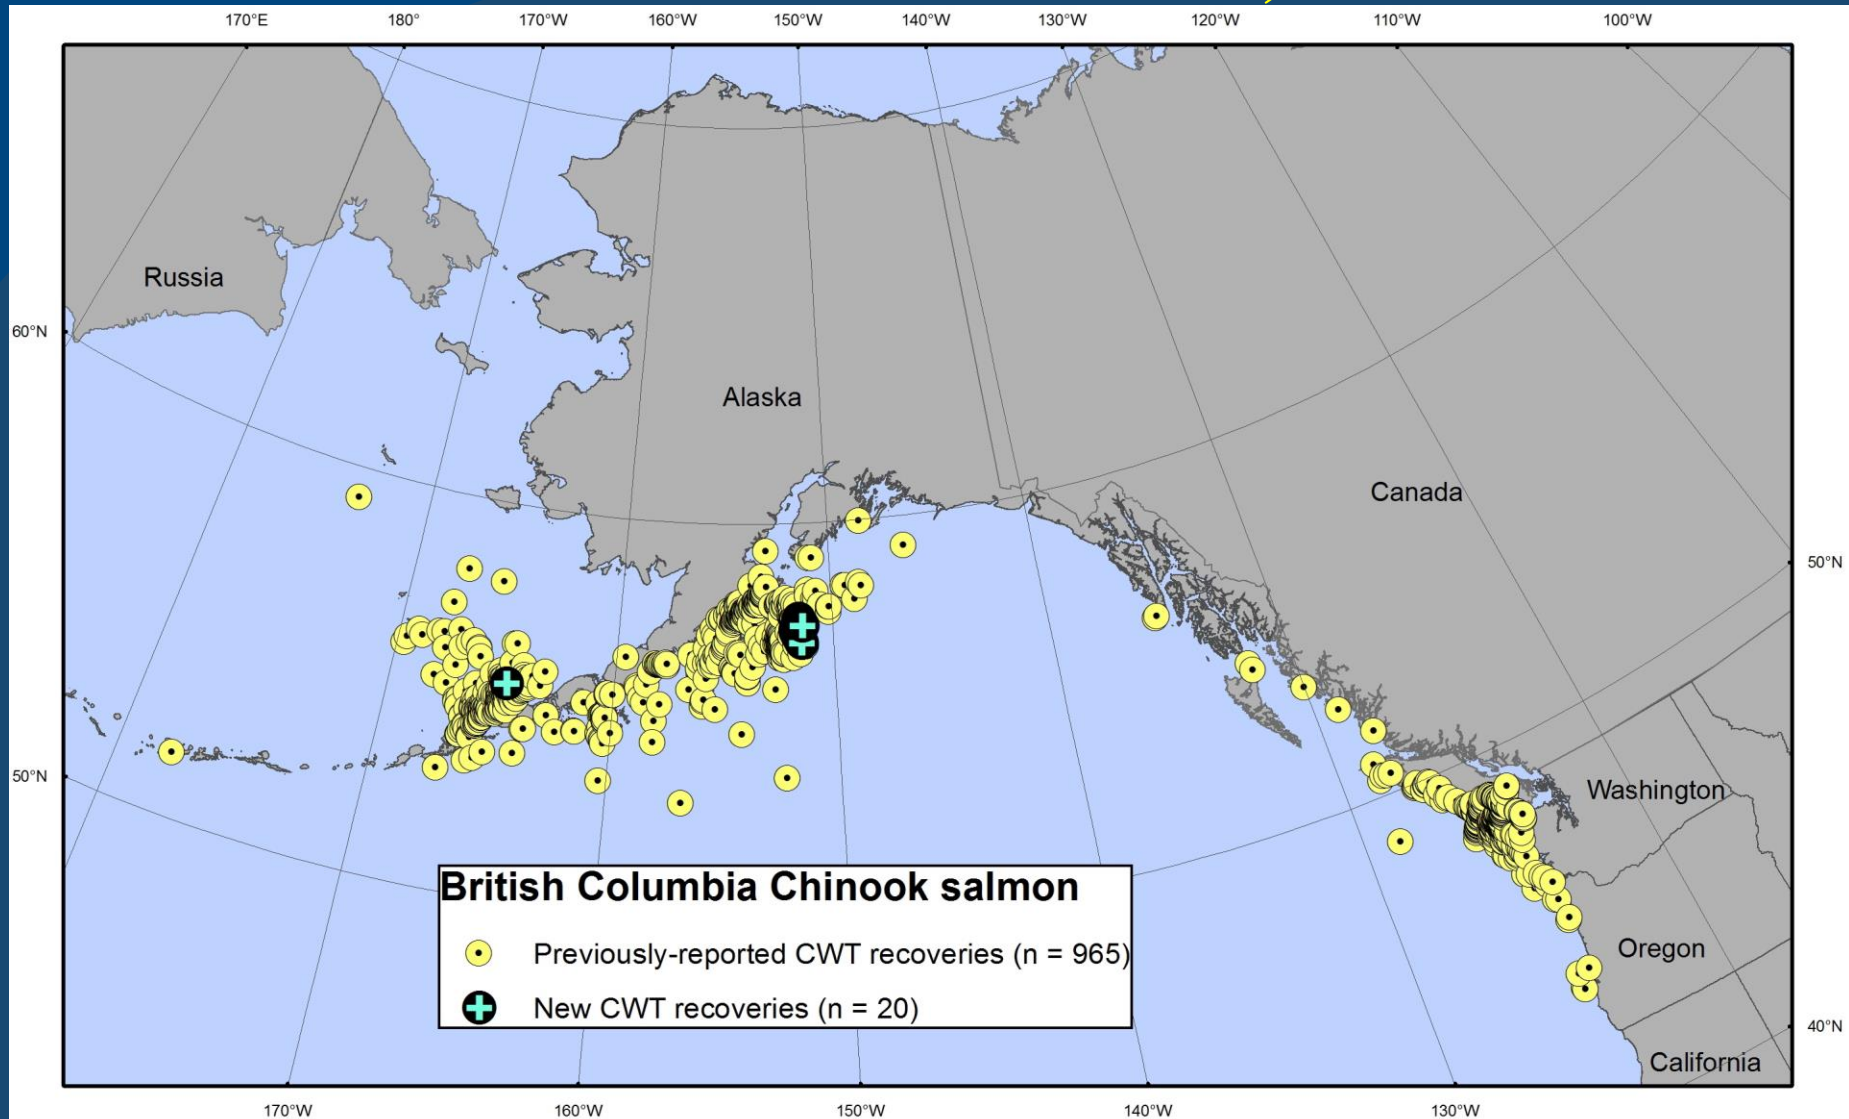 170°E 180° 170°W 160°W 150°W 140°W 130°W 120°W 110°W 100°W
Russia
60°N
Alaska
Canada
50°N
50°N
Washington
British Columbia Chinook salmon
Previously-reported CWT recoveries (n = 965)
Oregon
New CWT recoveries (n = 20)
40°N
California
170°W 160°W 150°W 140°W 130°W